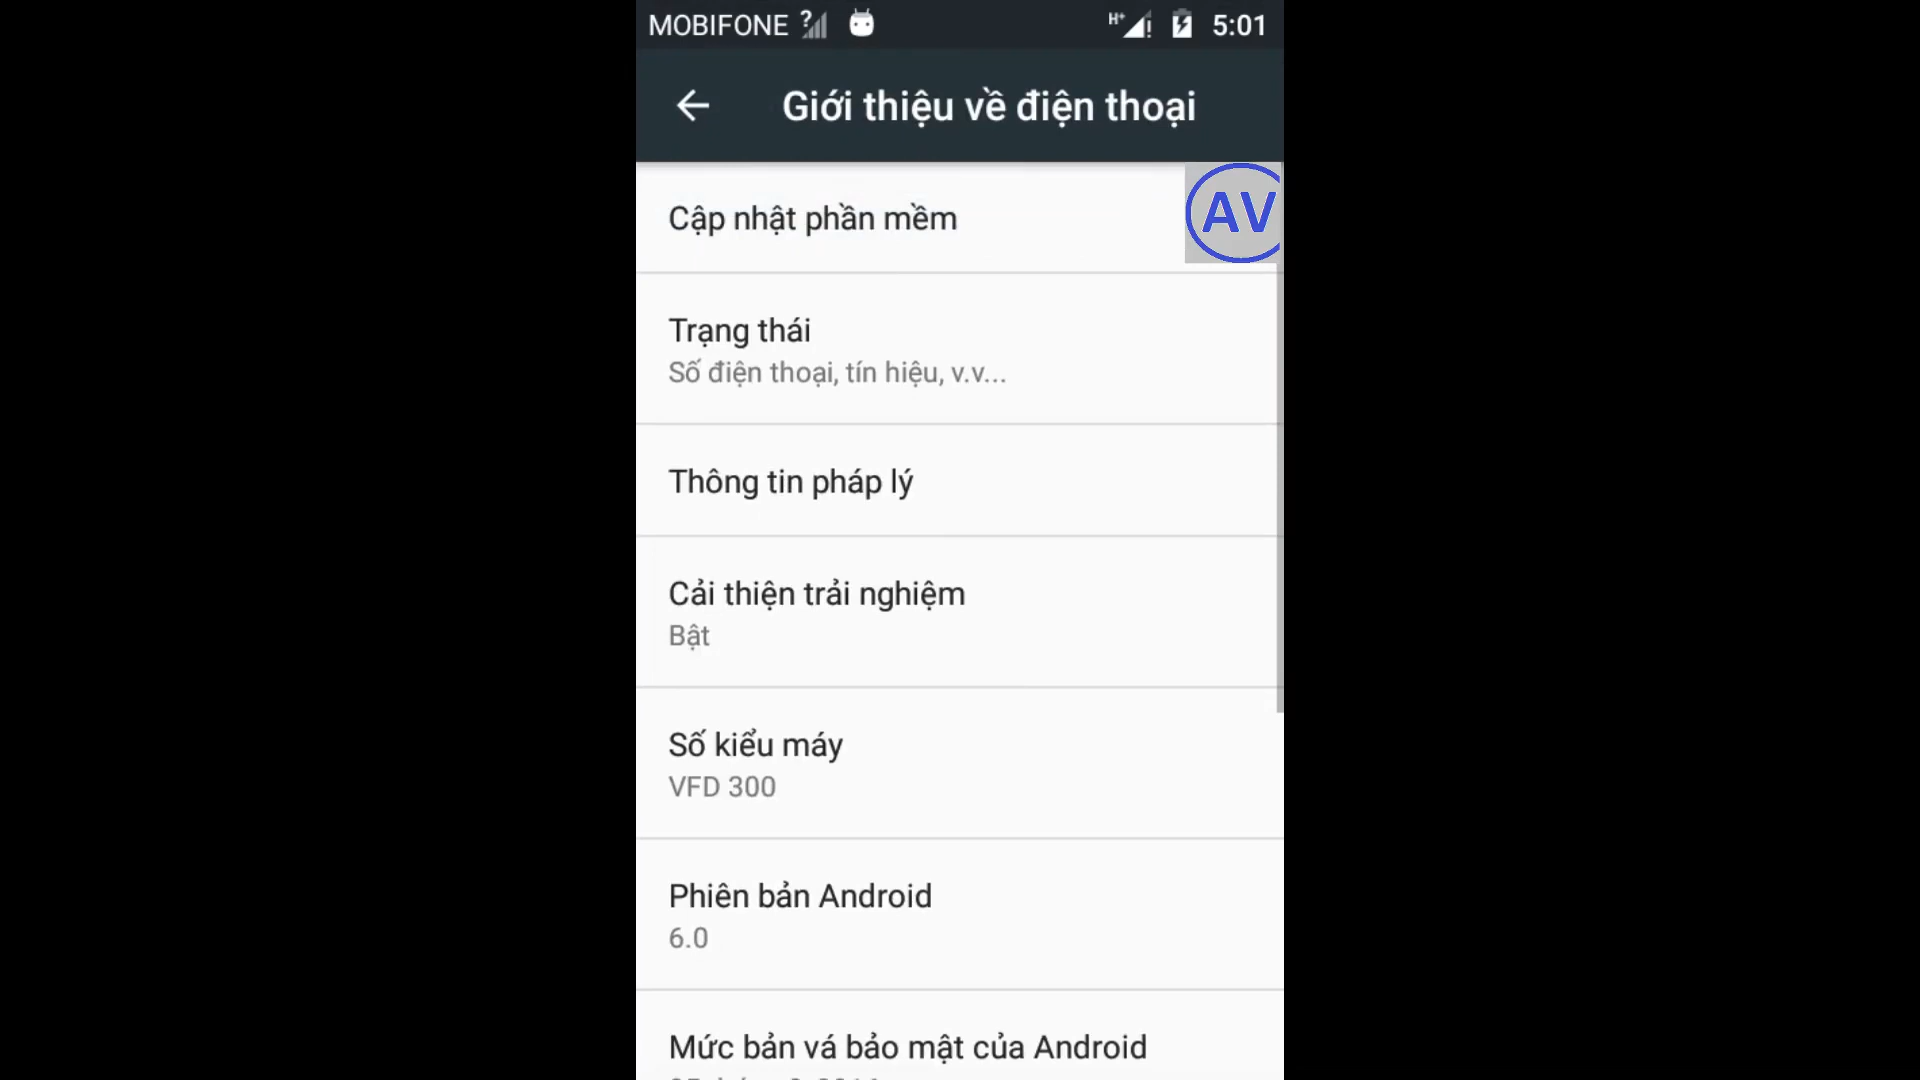 MOBIFONE ? H+ 5:01
Giới thiệu về điện thoại
Cập nhật phần mềm
AV
Trạng thái
Số điện thoại, tín hiệu, v.v...
Thông tin pháp lý
Cải thiện trải nghiệm
Bật
Số kiểu máy
VFD 300
Phiên bản Android
6.0
Mức bản vá bảo mật của Android